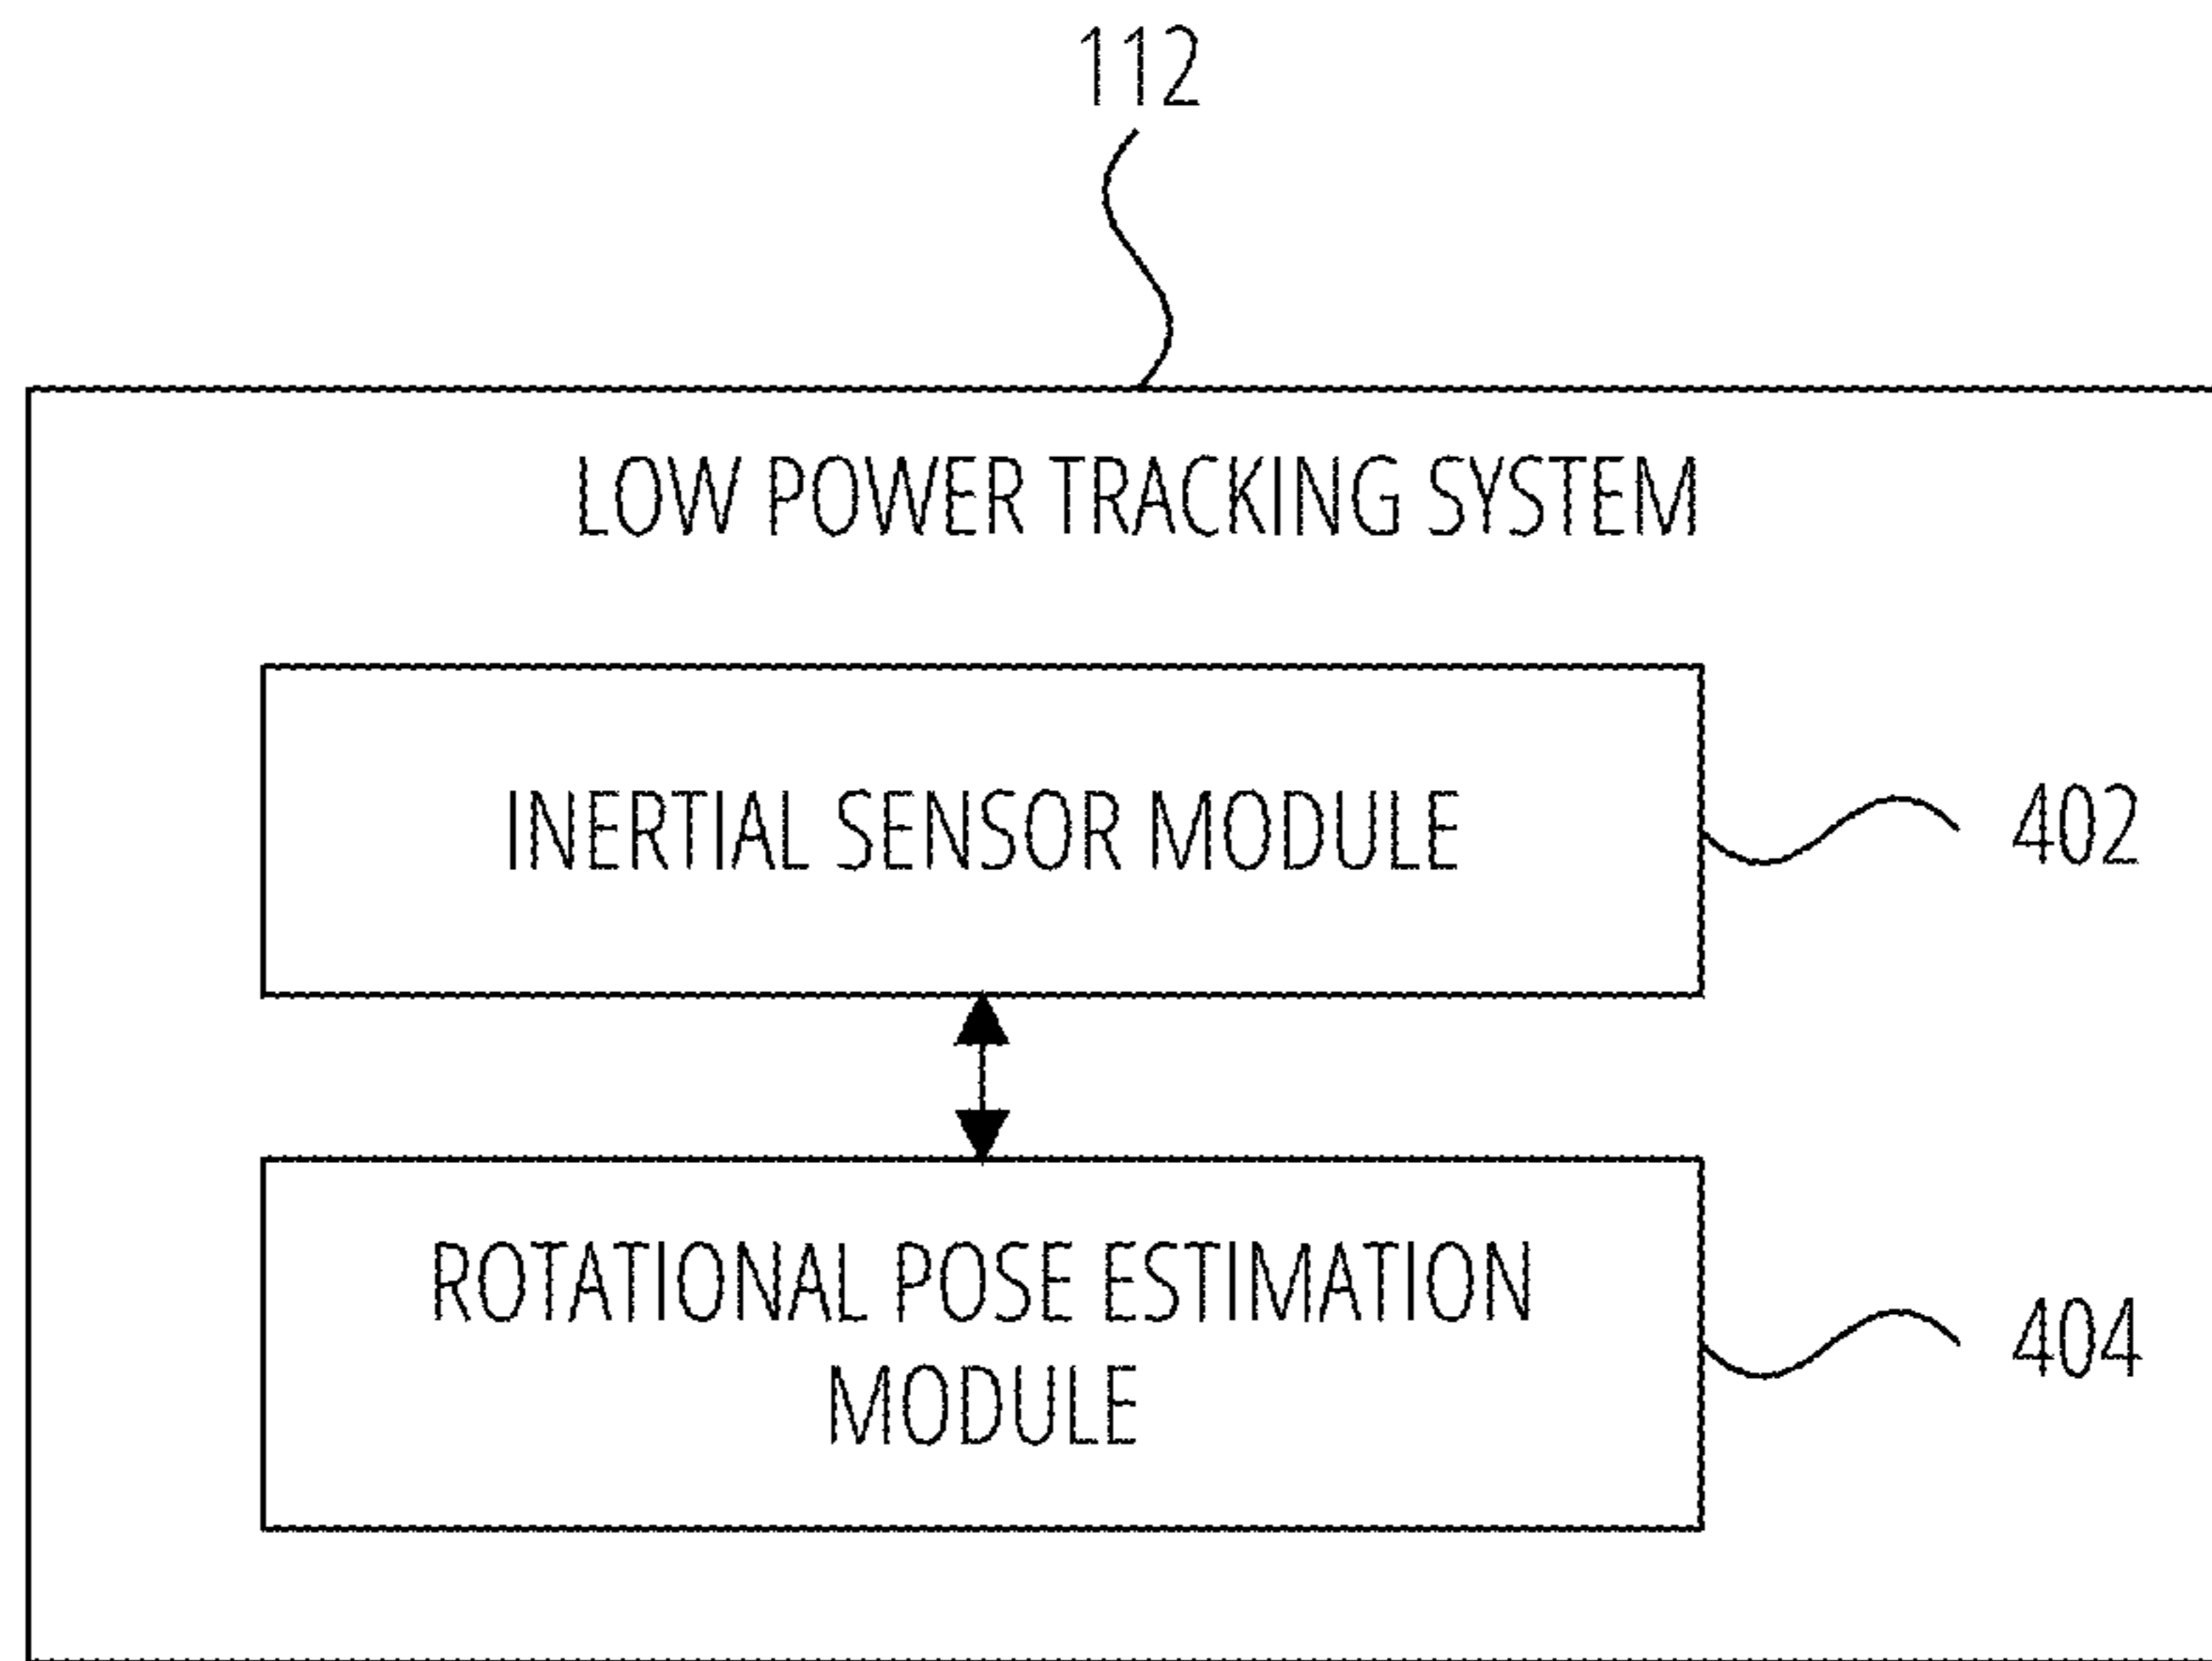 112
LOW POWER TRACKING SYSTEM
INERTIAL SENSOR MODULE
402
ROTATIONAL POSE ESTIMATION
MODULE
404